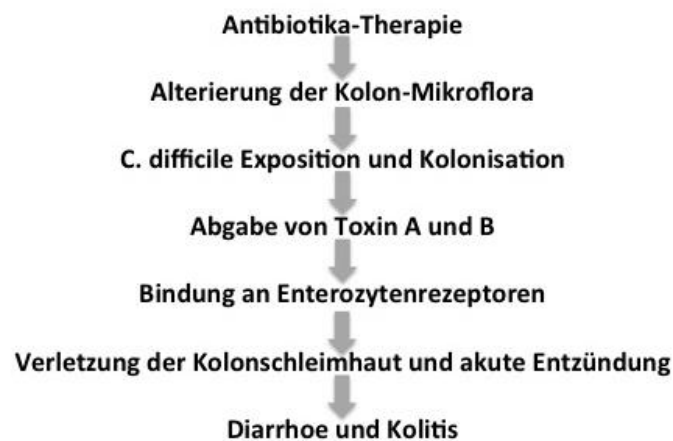 Antibiotika-Therapie
Alterierung der Kolon-Mikroflora
C. difficile Exposition und Kolonisation
Abgabe von Toxin A und B
Bindung an Enterozytenrezeptoren
Verletzung der Kolonschleimhaut und akute Entzündung
Diarrhoe und Kolitis